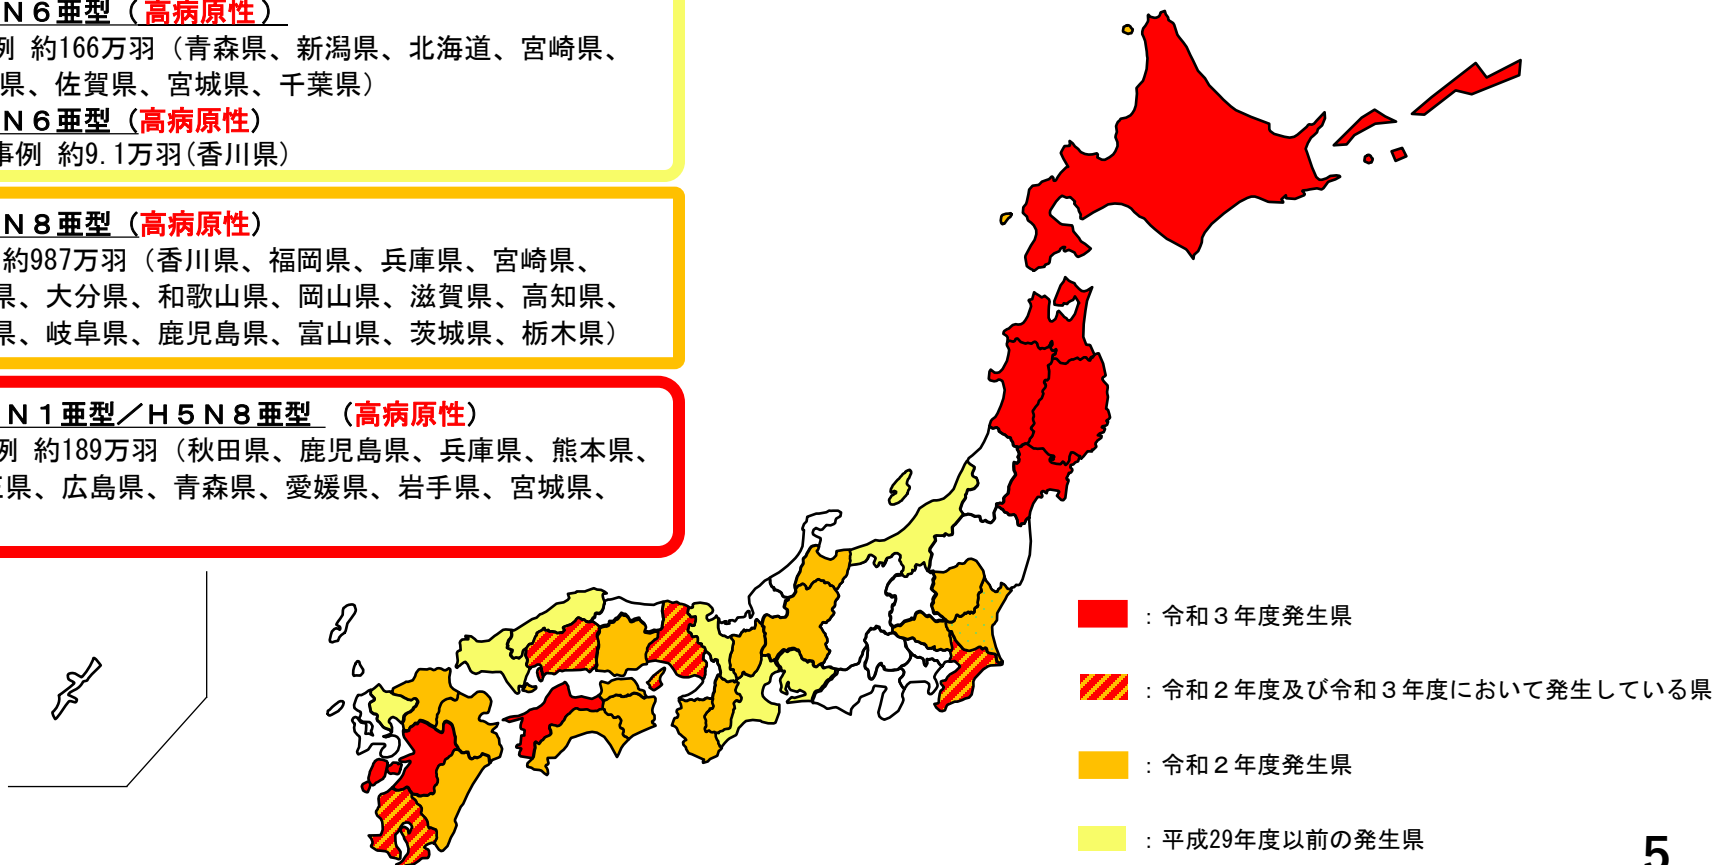 Ｎ６亜型（高病原性）
例 約166万羽（青森県、新潟県、北海道、宮崎県、
県、佐賀県、宮城県、千葉県）
Ｎ６亜型（高病原性）
事例 約9.1万羽(香川県)
Ｎ８亜型（高病原性）
約987万羽（香川県、福岡県、兵庫県、宮崎県、
県、大分県、和歌山県、岡山県、滋賀県、高知県、
県、岐阜県、鹿児島県、富山県、茨城県、栃木県）
Ｎ１亜型／Ｈ５Ｎ８亜型 （高病原性）
例 約189万羽（秋田県、鹿児島県、兵庫県、熊本県、
県、広島県、青森県、愛媛県、岩手県、宮城県、
：令和３年度発生県
：令和２年度及び令和３年度において発生している県
：令和２年度発生県
：平成29年度以前の発生県
5